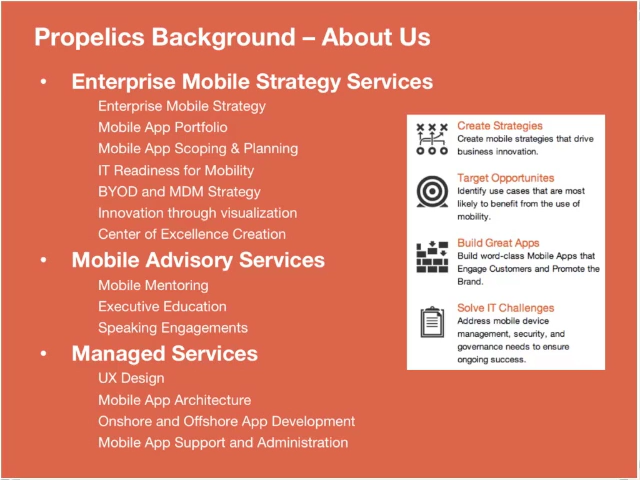 Propelics Background – About Us
• Enterprise Mobile Strategy Services
Enterprise Mobile Strategy
Mobile App Portfolio
Mobile App Scoping & Planning
IT Readiness for Mobility
BYOD and MDM Strategy
Innovation through visualization
Center of Excellence Creation
• Mobile Advisory Services
Mobile Mentoring
Executive Education
Speaking Engagements
• Managed Services
UX Design
Mobile App Architecture
Onshore and Offshore App Development
Mobile App Support and Administration
Create Strategies
Create mobile strategies that drive
business innovation.
Target Opportunites
Identify use cases that are most
likely to benefit from the use of
mobility.
Build Great Apps
Build word-class Mobile Apps that
Engage Customers and Promote the
Brand.
Solve IT Challenges
Address mobile device
management, security, and
governance needs to ensure
ongoing success.